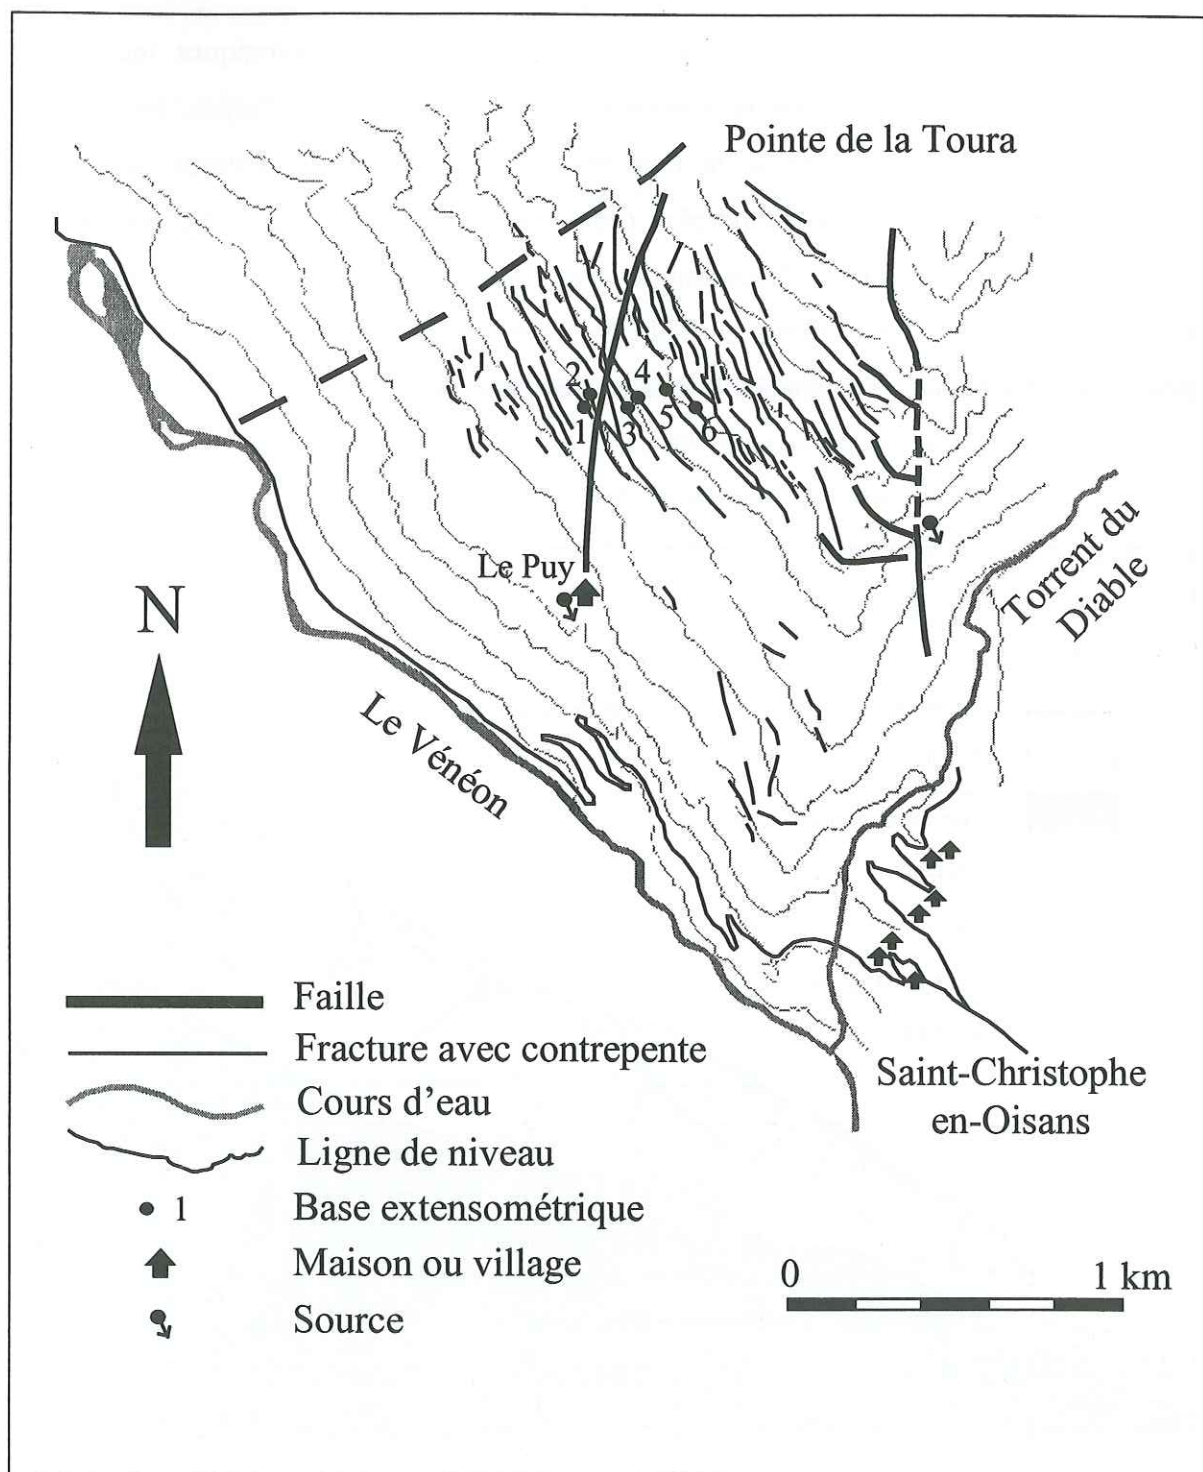 Pointe de la Toura
2
4
1
3
5
6
Le Puy
Torrent du
Diable
N
Le Vénéon
Faille
Fracture avec contrepente
Saint-Christophe
en-Oisans
Cours d'eau
Ligne de niveau
1
Base extensométrique
Maison ou village
0
1 km
Source